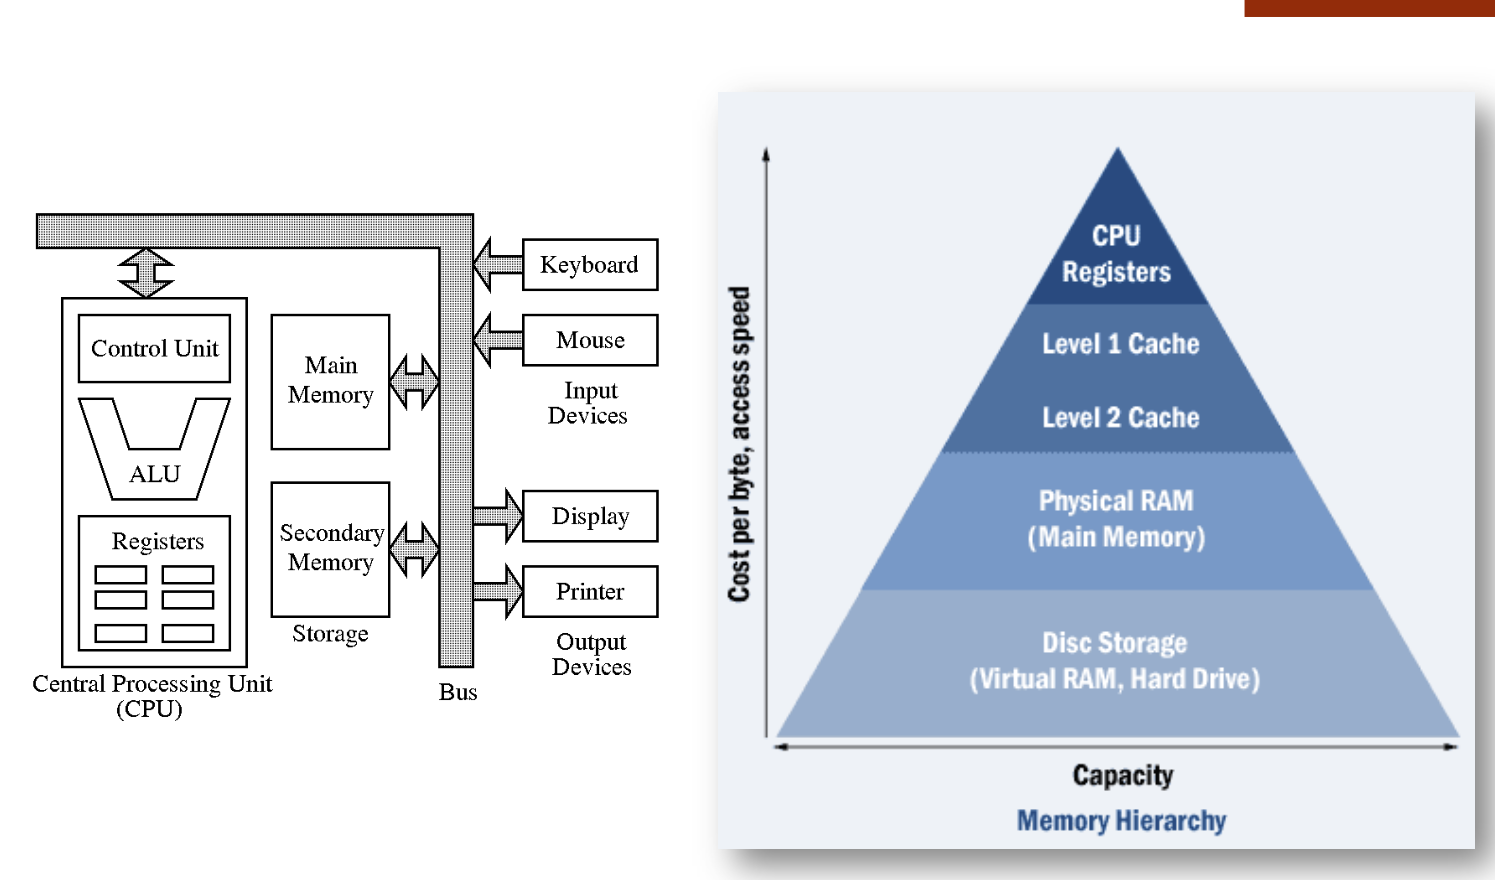 Control Unit
ALU
Registers
Central Processing Unit
(CPU)
Main
Memory
Secondary
Memory
Storage
Bus
Keyboard
Mouse
Input
Devices
Display
Printer
Output
Devices
Cost per byte, access speed
CPU
Registers
Level 1 Cache
Level 2 Cache
Physical RAM
(Main Memory)
Disc Storage
(Virtual RAM, Hard Drive)
Capacity
Memory Hierarchy